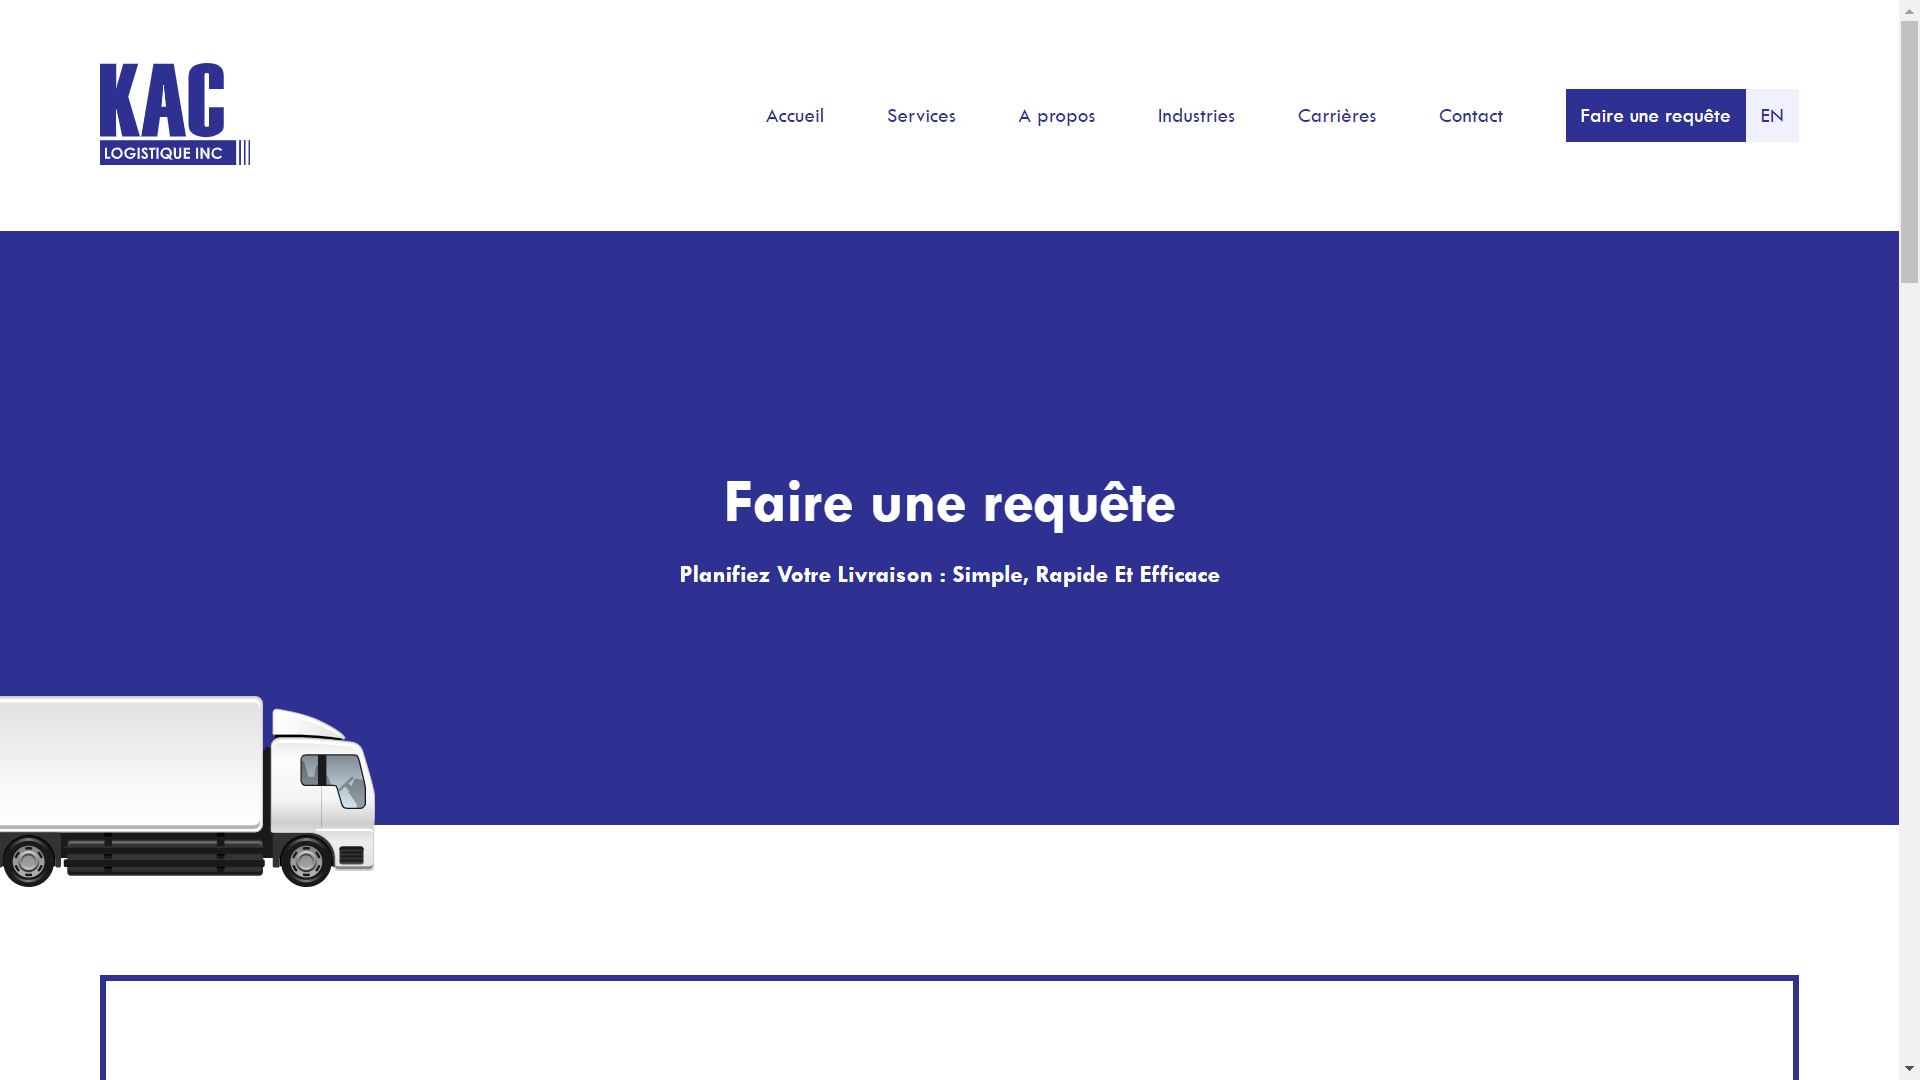 KAC
LOGISTIQUE INC
Accueil
Services
A propos
Industries
Carrières
Contact
Faire une requête
EN
Faire une requête
Planifiez Votre Livraison : Simple, Rapide Et Efficace